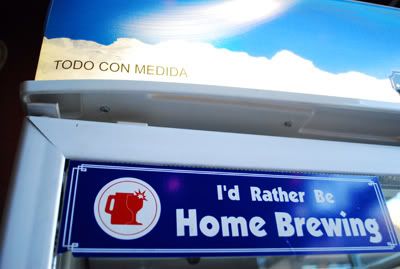 TODO CON MEDIDA
I'd Rather Be
Home Brewing